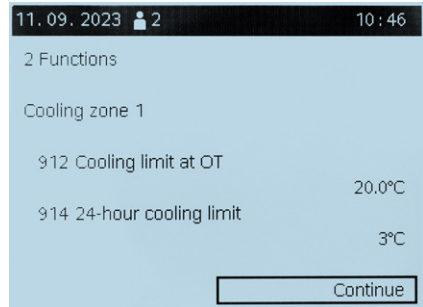 11.09.2023 2 10:46
2 Functions
Cooling zone 1
912 Cooling limit at OT
20.0°C
914 24-hour cooling limit
3°C
Continue